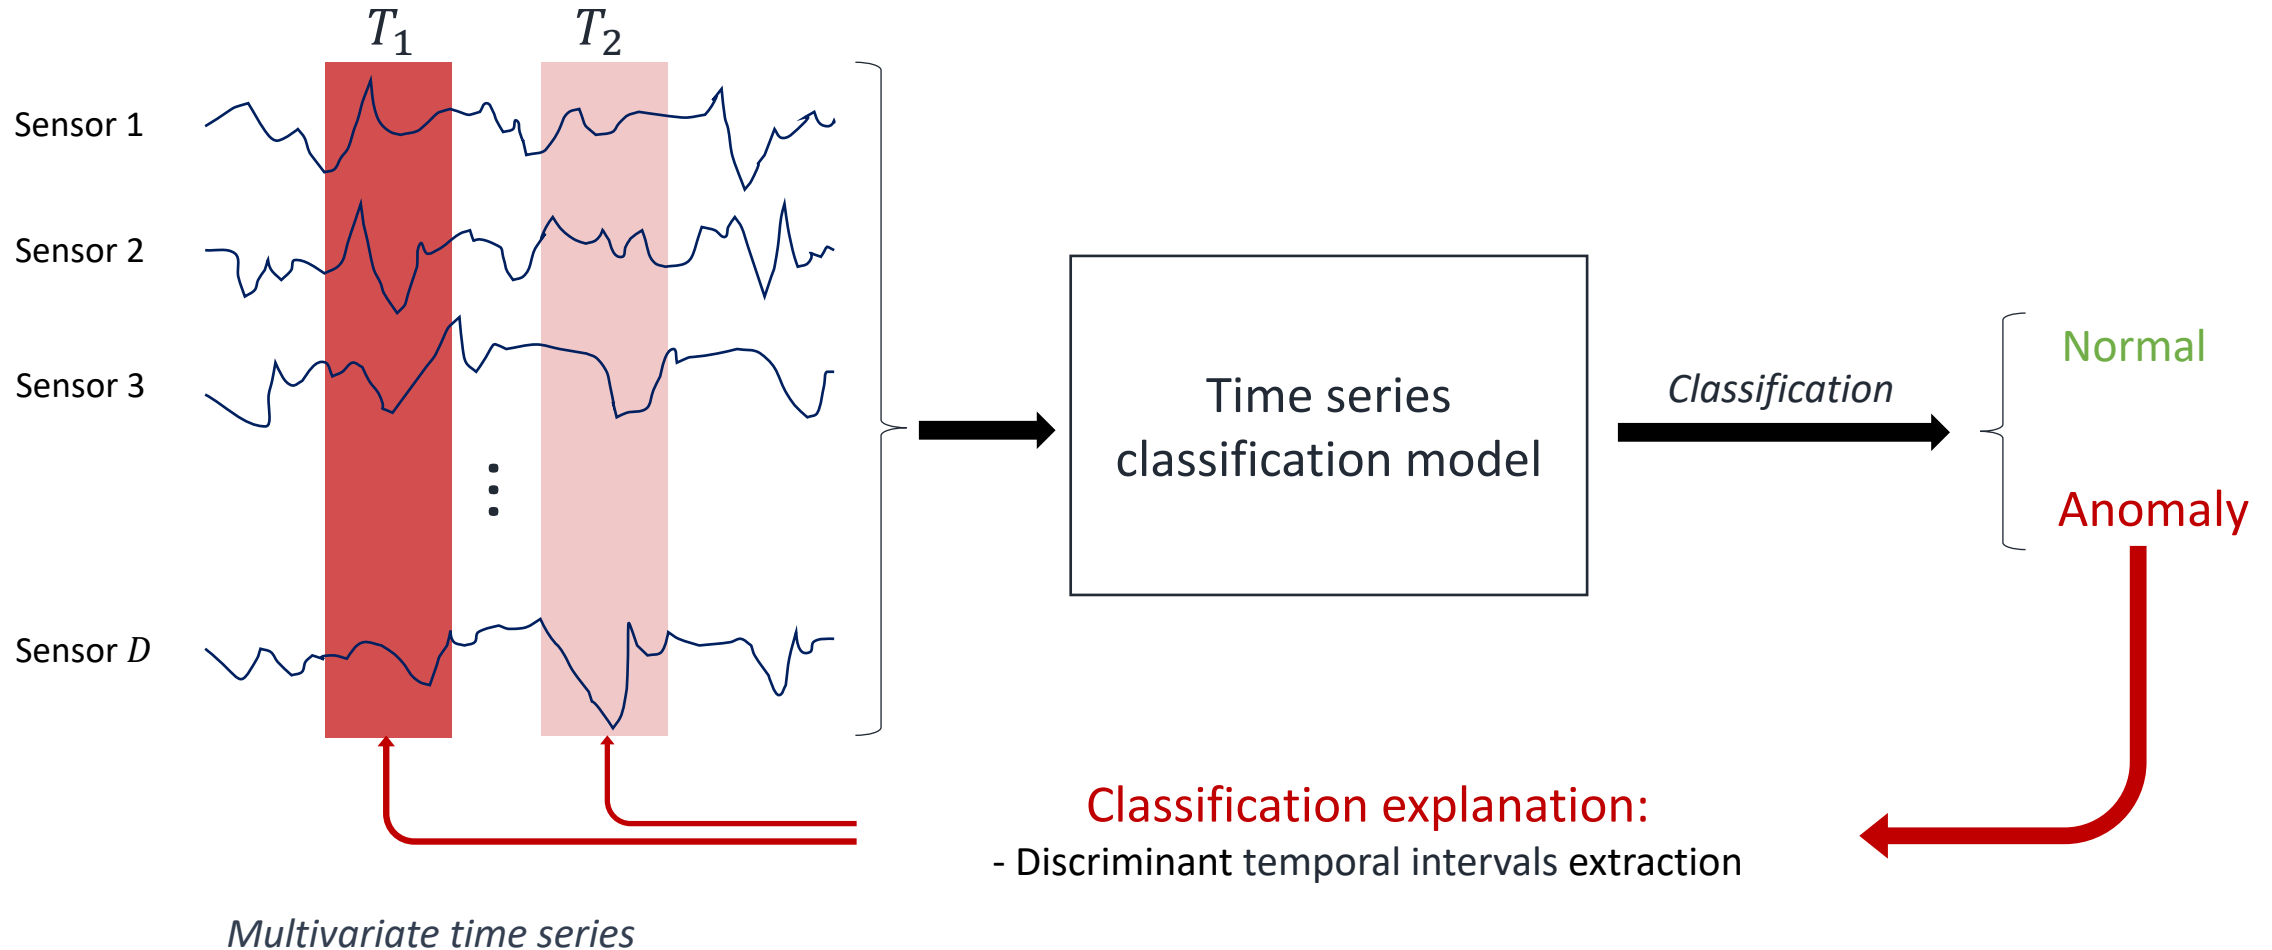 T₁
T₂
Sensor 1
Sensor 2
Sensor 3
Sensor D
Time series
classification model
Classification
Normal
Anomaly
Classification explanation:
- Discriminant temporal intervals extraction
Multivariate time series